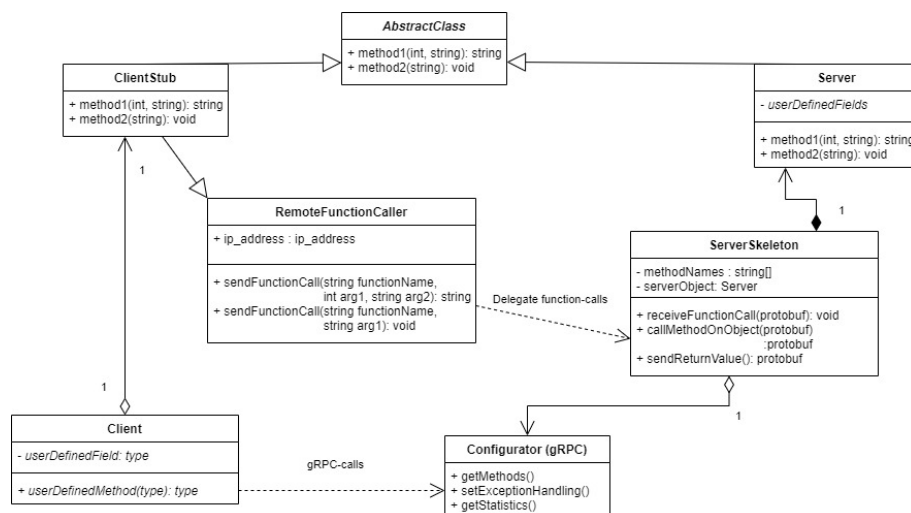 AbstractClass
+ method1(int, string): string
+ method2(string): void
ClientStub
+ method1(int, string): string
+ method2(string): void
Server
- userDefinedFields
+ method1(int, string): string
+ method2(string): void
1
1
RemoteFunctionCaller
+ ip_address : ip_address
+ sendFunctionCall(string functionName,
int arg1, string arg2): string
+ sendFunctionCall(string functionName,
string arg1): void
Delegate function-calls
ServerSkeleton
- methodNames : string[]
- serverObject: Server
+ receiveFunctionCall(protobuf): void
+ callMethodOnObject(protobuf)
:protobuf
+ sendReturnValue(): protobuf
1
1
Client
- userDefinedField: type
+ userDefinedMethod(type): type
gRPC-calls
Configurator (gRPC)
+ getMethods()
+ setExceptionHandling()
+ getStatistics()